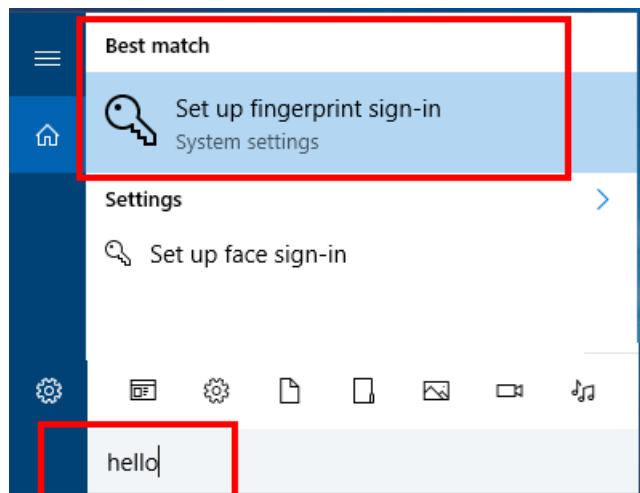 Best match
Set up fingerprint sign-in
System settings
Settings
Set up face sign-in
hello